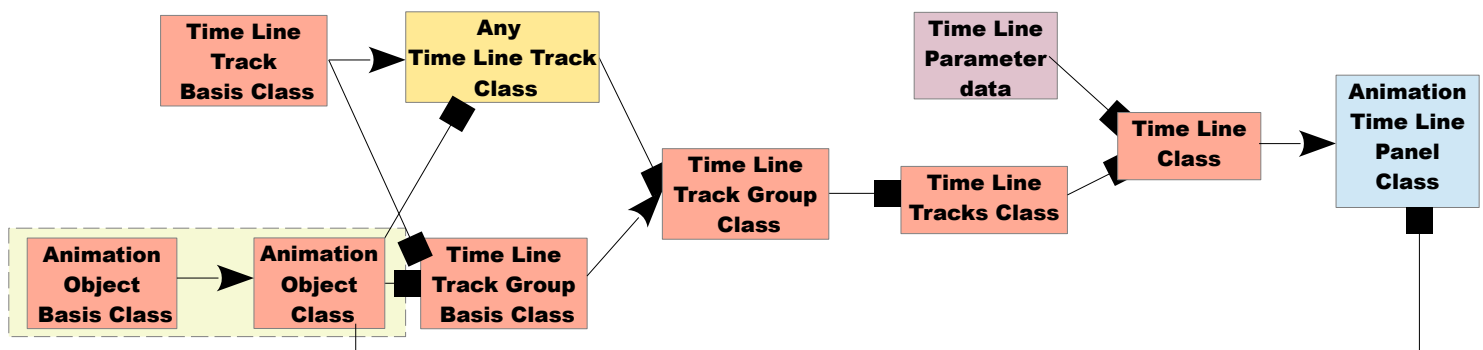 Time Line
Track
Basis Class
Any
Time Line Track
Class
Time Line
Parameter
data
Animation
Time Line
Panel
Class
Time Line
Class
Time Line
Track Group
Class
Time Line
Tracks Class
Animation
Object
Basis Class
Animation
Object
Class
Time Line
Track Group
Basis Class